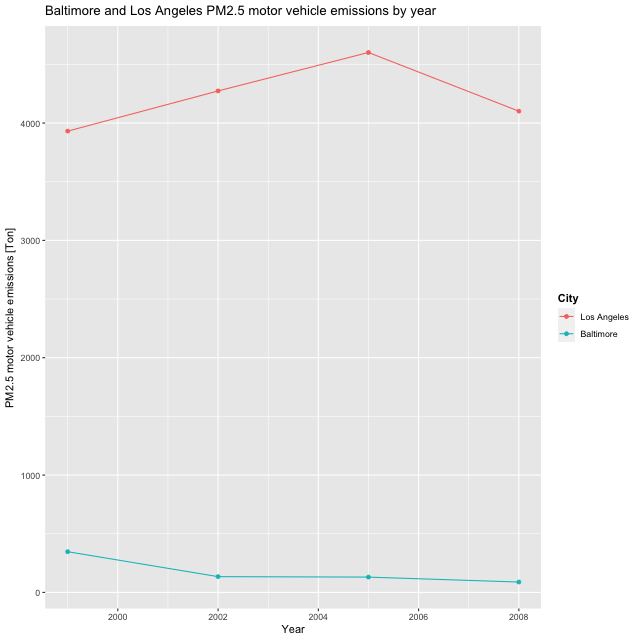 Baltimore and Los Angeles PM2.5 motor vehicle emissions by year
PM2.5 motor vehicle emissions [Ton]
4000
3000
2000
1000
0
2000
2002
2004
2006
2008
Year
City
Los Angeles
Baltimore